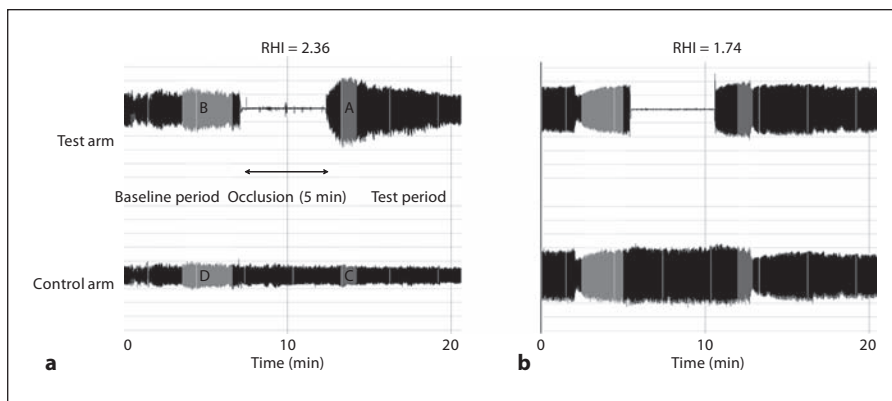 RHI = 2.36
B
A
Test arm
Baseline period Occlusion (5 min) Test period
D
C
Control arm
0 10 20
Time (min)
a
RHI = 1.74
0 10 20
Time (min)
b